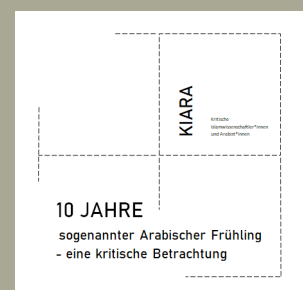 KIARA
Kritische
Islamwissenschaftler*innen
und Arabist*innen
10 JAHRE
sogenannter Arabischer Frühling
- eine kritische Betrachtung